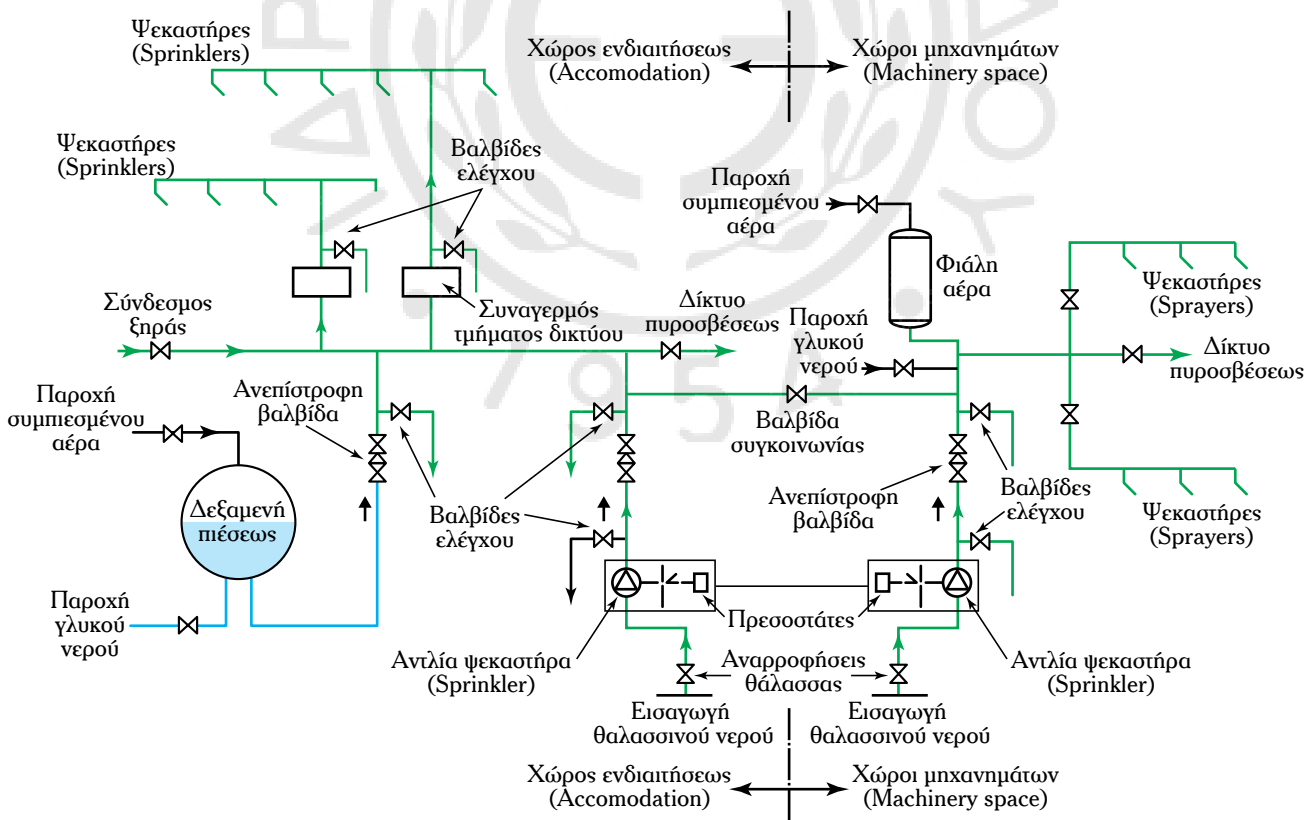 Ψεκαστήρες
(Sprinklers)
Χώρος ενδιαιτήσεως
(Accomodation)
Χώροι μηχανημάτων
(Machinery space)
Ψεκαστήρες
(Sprinklers)
Βαλβίδες
ελέγχου
Παροχή
συμπιεσμένου
αέρα
Φιάλη
αέρα
Ψεκαστήρες
(Sprayers)
Σύνδεσμος
ξηράς
Συναγερμός
τμήματος δικτύου
Δίκτυο
πυροσβέσεως
Παροχή
γλυκού
νερού
Δίκτυο
πυροσβέσεως
Παροχή
συμπιεσμένου
αέρα
Ανεπίστροφη
βαλβίδα
Βαλβίδα
συγκοινωνίας
Δεξαμενή
πιέσεως
Βαλβίδες
ελέγχου
Ανεπίστροφη
βαλβίδα
Βαλβίδες
ελέγχου
Ψεκαστήρες
(Sprayers)
Παροχή
γλυκού
νερού
Πρεσοστάτες
Αντλία ψεκαστήρα
(Sprinkler)
Αναρροφήσεις
θάλασσας
Αντλία ψεκαστήρα
(Sprinkler)
Εισαγωγή
θαλασσινού νερού
Εισαγωγή
θαλασσινού νερού
Χώρος ενδιαιτήσεως
(Accomodation)
Χώροι μηχανημάτων
(Machinery space)
1954